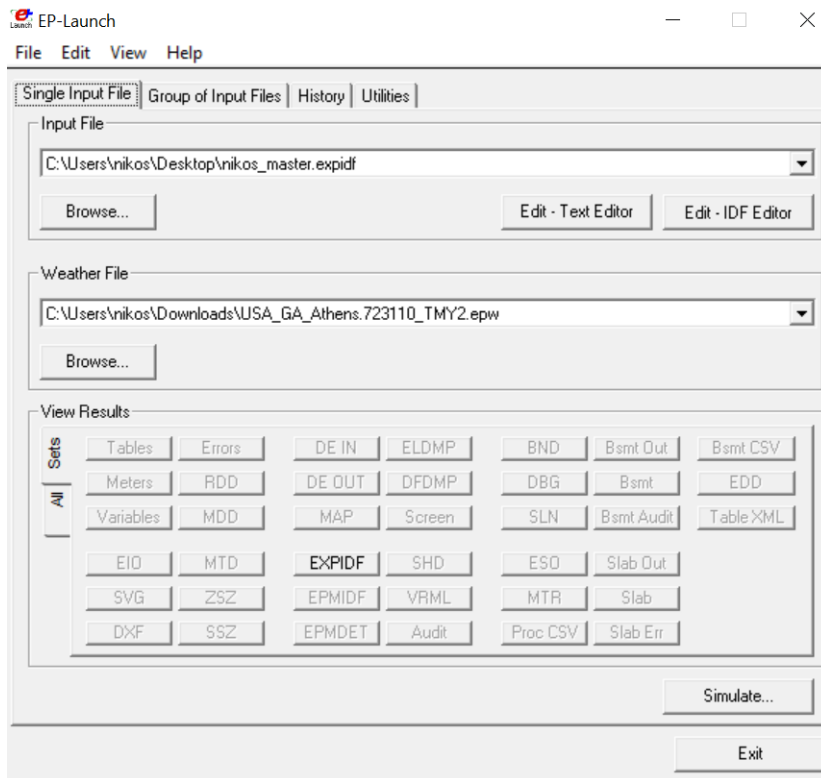 EP-Launch
File Edit View Help
Single Input File Group of Input Files History Utilities
Input File
C:\Users\nikos\Desktop\nikos_master.expidf
Browse... Edit - Text Editor Edit - IDF Editor
Weather File
C:\Users\nikos\Downloads\USA_GA_Athens.723110_TMY2.epw
Browse...
View Results
Sets
All
Tables Errors DE IN ELDMP BND Bsmt Out Bsmt CSV
Meters RDD DE OUT DFDMP DBG Bsmt EDD
Variables MDD MAP Screen SLN Bsmt Audit Table XML
EIO MTD EXPIDF SHD ESO Slab Out
SVG ZSZ EPMIDF VRML MTR Slab
DXF SSZ EPMDET Audit Proc CSV Slab Err
Simulate...
Exit